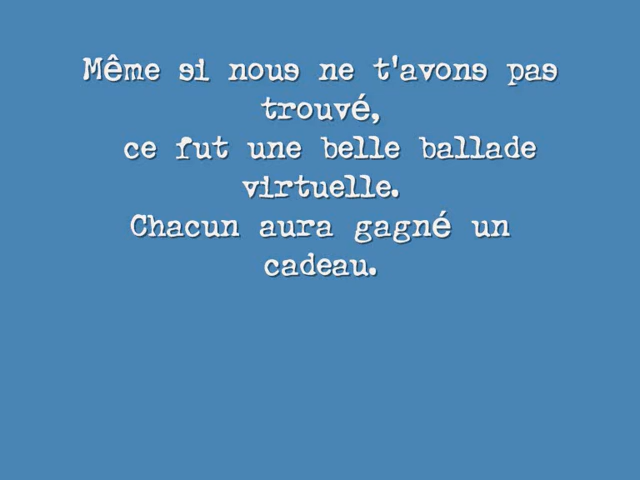 Même si nous ne t'avons pas
trouvé,
ce fut une belle ballade
virtuelle.
Chacun aura gagné un
cadeau.